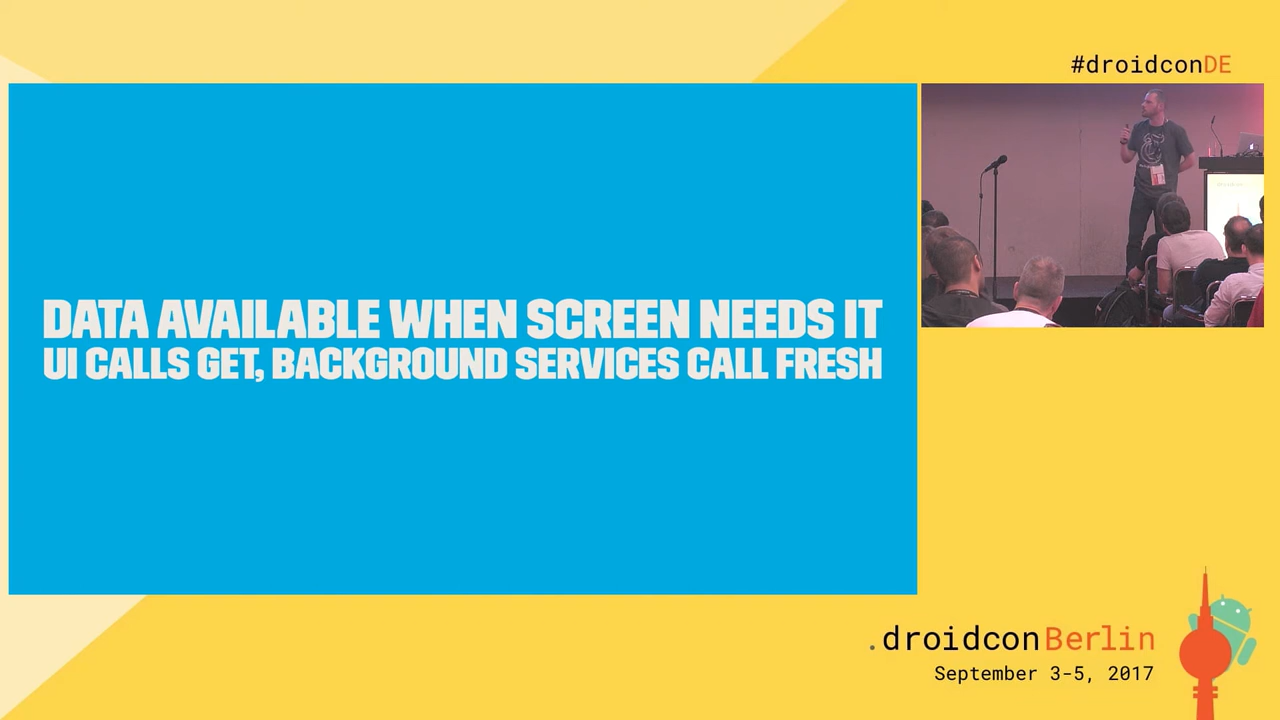 #droidconDE
DATA AVAILABLE WHEN SCREEN NEEDS IT
UI CALLS GET, BACKGROUND SERVICES CALL FRESH
.droidconBerlin
September 3-5, 2017